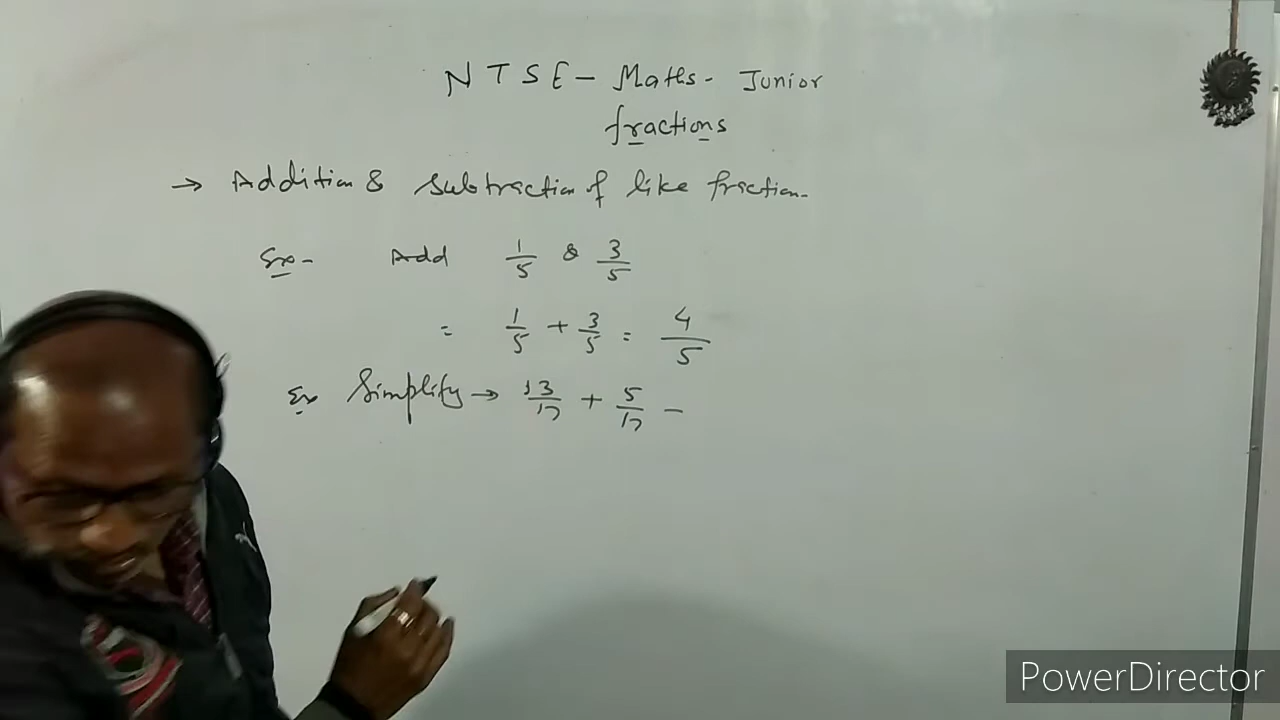 NTSE - Maths - Junior
fractions
→ Addition & Subtraction of like fraction.
Ex- Add 1/5 & 3/5
= 1/5 + 3/5 = 4/5
Ex Simplify → 13/17 + 5/17 -
PowerDirector